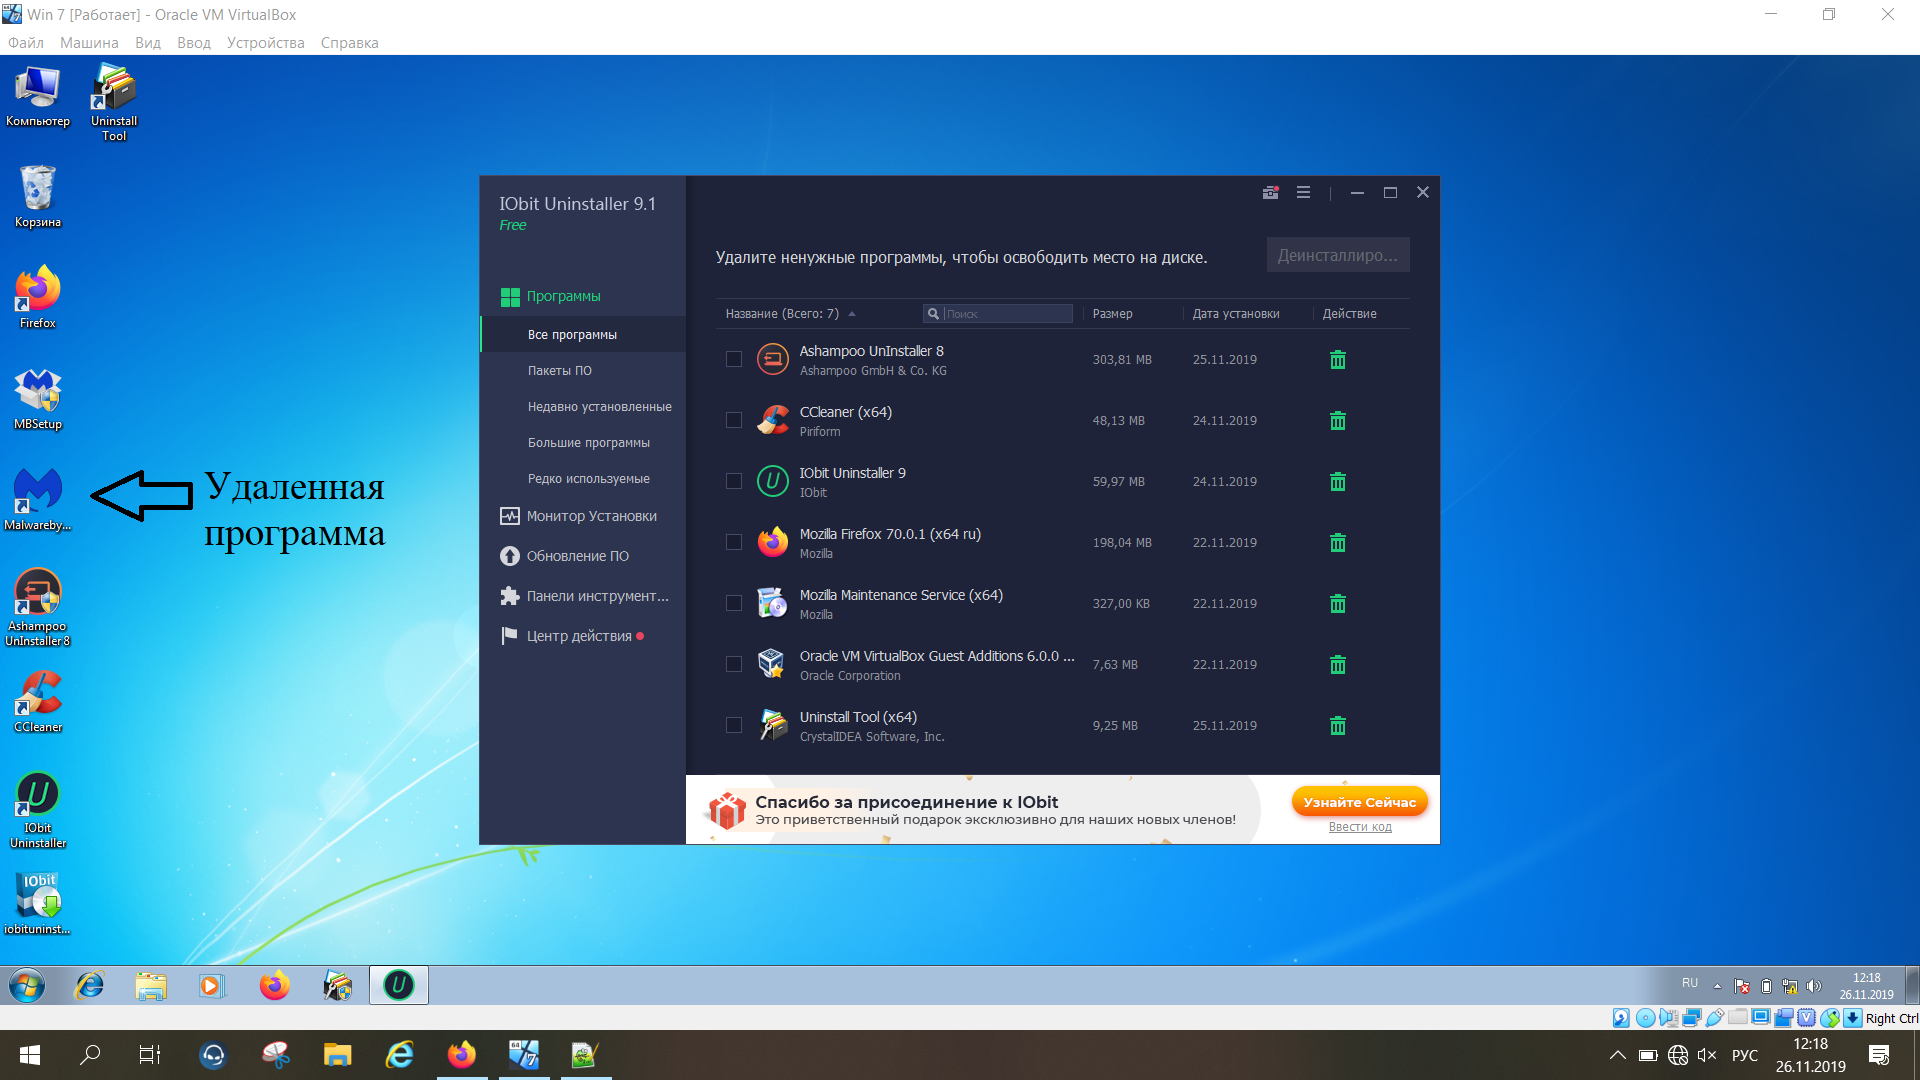 Win 7 [Работает] - Oracle VM VirtualBox
Файл Машина Вид Ввод Устройства Справка
Компьютер
Uninstall
Tool
Корзина
Firefox
MBSetup
Malwareby...
Удаленная
программа
Ashampoo
UnInstaller 8
CCleaner
IObit
Uninstaller
IObit
iobituninst...
IObit Uninstaller 9.1
Free
Программы
Все программы
Пакеты ПО
Недавно установленные
Большие программы
Редко используемые
Монитор Установки
Обновление ПО
Панели инструмент...
Центр действия
Удалите ненужные программы, чтобы освободить место на диске.
Деинсталлиро...
Название (Всего: 7) Поиск Размер Дата установки Действие
Ashampoo UnInstaller 8
Ashampoo GmbH & Co. KG
303,81 MB 25.11.2019
CCleaner (x64)
Piriform
48,13 MB 24.11.2019
IObit Uninstaller 9
IObit
59,97 MB 24.11.2019
Mozilla Firefox 70.0.1 (x64 ru)
Mozilla
198,04 MB 22.11.2019
Mozilla Maintenance Service (x64)
Mozilla
327,00 KB 22.11.2019
Oracle VM VirtualBox Guest Additions 6.0.0 ...
Oracle Corporation
7,63 MB 22.11.2019
Uninstall Tool (x64)
CrystalIDEA Software, Inc.
9,25 MB 25.11.2019
Спасибо за присоединение к IObit
Это приветственный подарок эксклюзивно для наших новых членов!
Узнайте Сейчас
Ввести код
RU
12:18
26.11.2019
Right Ctrl
РУС
12:18
26.11.2019